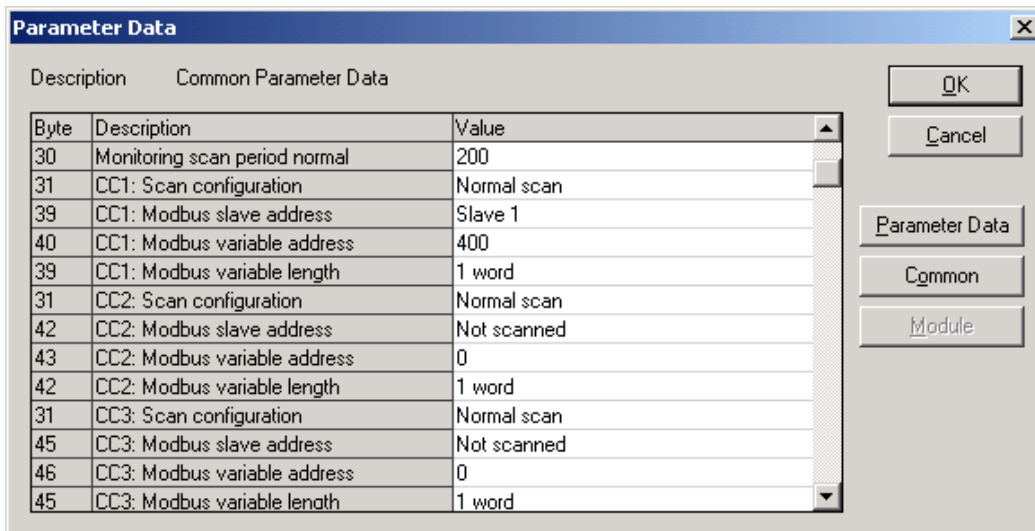 Parameter Data
Description Common Parameter Data
OK
Cancel
Byte Description Value
30 Monitoring scan period normal 200
31 CC1: Scan configuration Normal scan
39 CC1: Modbus slave address Slave 1
40 CC1: Modbus variable address 400
39 CC1: Modbus variable length 1 word
31 CC2: Scan configuration Normal scan
42 CC2: Modbus slave address Not scanned
43 CC2: Modbus variable address 0
42 CC2: Modbus variable length 1 word
31 CC3: Scan configuration Normal scan
45 CC3: Modbus slave address Not scanned
46 CC3: Modbus variable address 0
45 CC3: Modbus variable length 1 word
Parameter Data
Common
Module